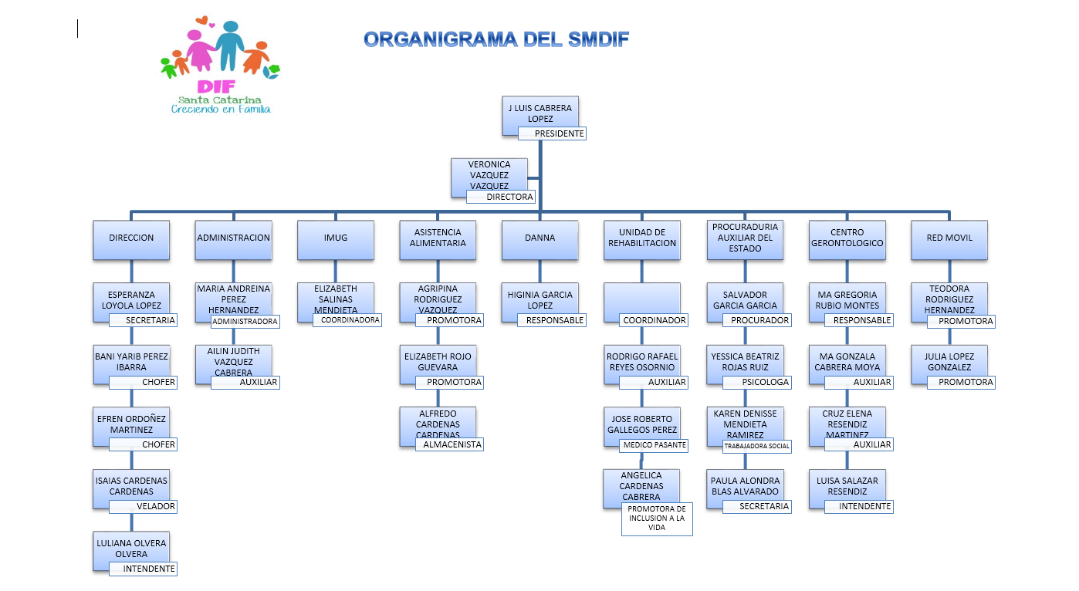 ORGANIGRAMA DEL SMDIF
DIF
Santa Catarina
Creciendo en Familia
J LUIS CABRERA
LOPEZ
PRESIDENTE
VERONICA
VAZQUEZ
VAZQUEZ
DIRECTORA
DIRECCION
ESPERANZA
LOYOLA LOPEZ
SECRETARIA
BANI YARIB PEREZ
IBARRA
CHOFER
EFREN ORDOÑEZ
MARTINEZ
CHOFER
ISAIAS CARDENAS
CARDENAS
VELADOR
LULIANA OLVERA
OLVERA
INTENDENTE
ADMINISTRACION
MARIA ANDREINA
PEREZ
HERNANDEZ
ADMINISTRADORA
AILIN JUDITH
VAZQUEZ
CABRERA
AUXILIAR
IMUG
ELIZABETH
SALINAS
MENDIETA
COORDINADORA
ASISTENCIA
ALIMENTARIA
AGRIPINA
RODRIGUEZ
VAZQUEZ
PROMOTORA
ELIZABETH ROJO
GUEVARA
PROMOTORA
ALFREDO
CARDENAS
CARDENAS
ALMACENISTA
DANNA
HIGINIA GARCIA
LOPEZ
RESPONSABLE
UNIDAD DE
REHABILITACION
COORDINADOR
RODRIGO RAFAEL
REYES OSORNIO
AUXILIAR
JOSE ROBERTO
GALLEGOS PEREZ
MEDICO PASANTE
ANGELICA
CARDENAS
CABRERA
PROMOTORA DE
INCLUSION A LA
VIDA
PROCURADURIA
AUXILIAR DEL
ESTADO
SALVADOR
GARCIA GARCIA
PROCURADOR
YESSICA BEATRIZ
ROJAS RUIZ
PSICOLOGA
KAREN DENISSE
MENDIETA
RAMIREZ
TRABAJADORA SOCIAL
PAULA ALONDRA
BLAS ALVARADO
SECRETARIA
CENTRO
GERONTOLOGICO
MA GREGORIA
RUBIO MONTES
RESPONSABLE
MA GONZALA
CABRERA MOYA
AUXILIAR
CRUZ ELENA
RESENDIZ
MARTINEZ
AUXILIAR
LUISA SALAZAR
RESENDIZ
INTENDENTE
RED MOVIL
TEODORA
RODRIGUEZ
HERNANDEZ
PROMOTORA
JULIA LOPEZ
GONZALEZ
PROMOTORA